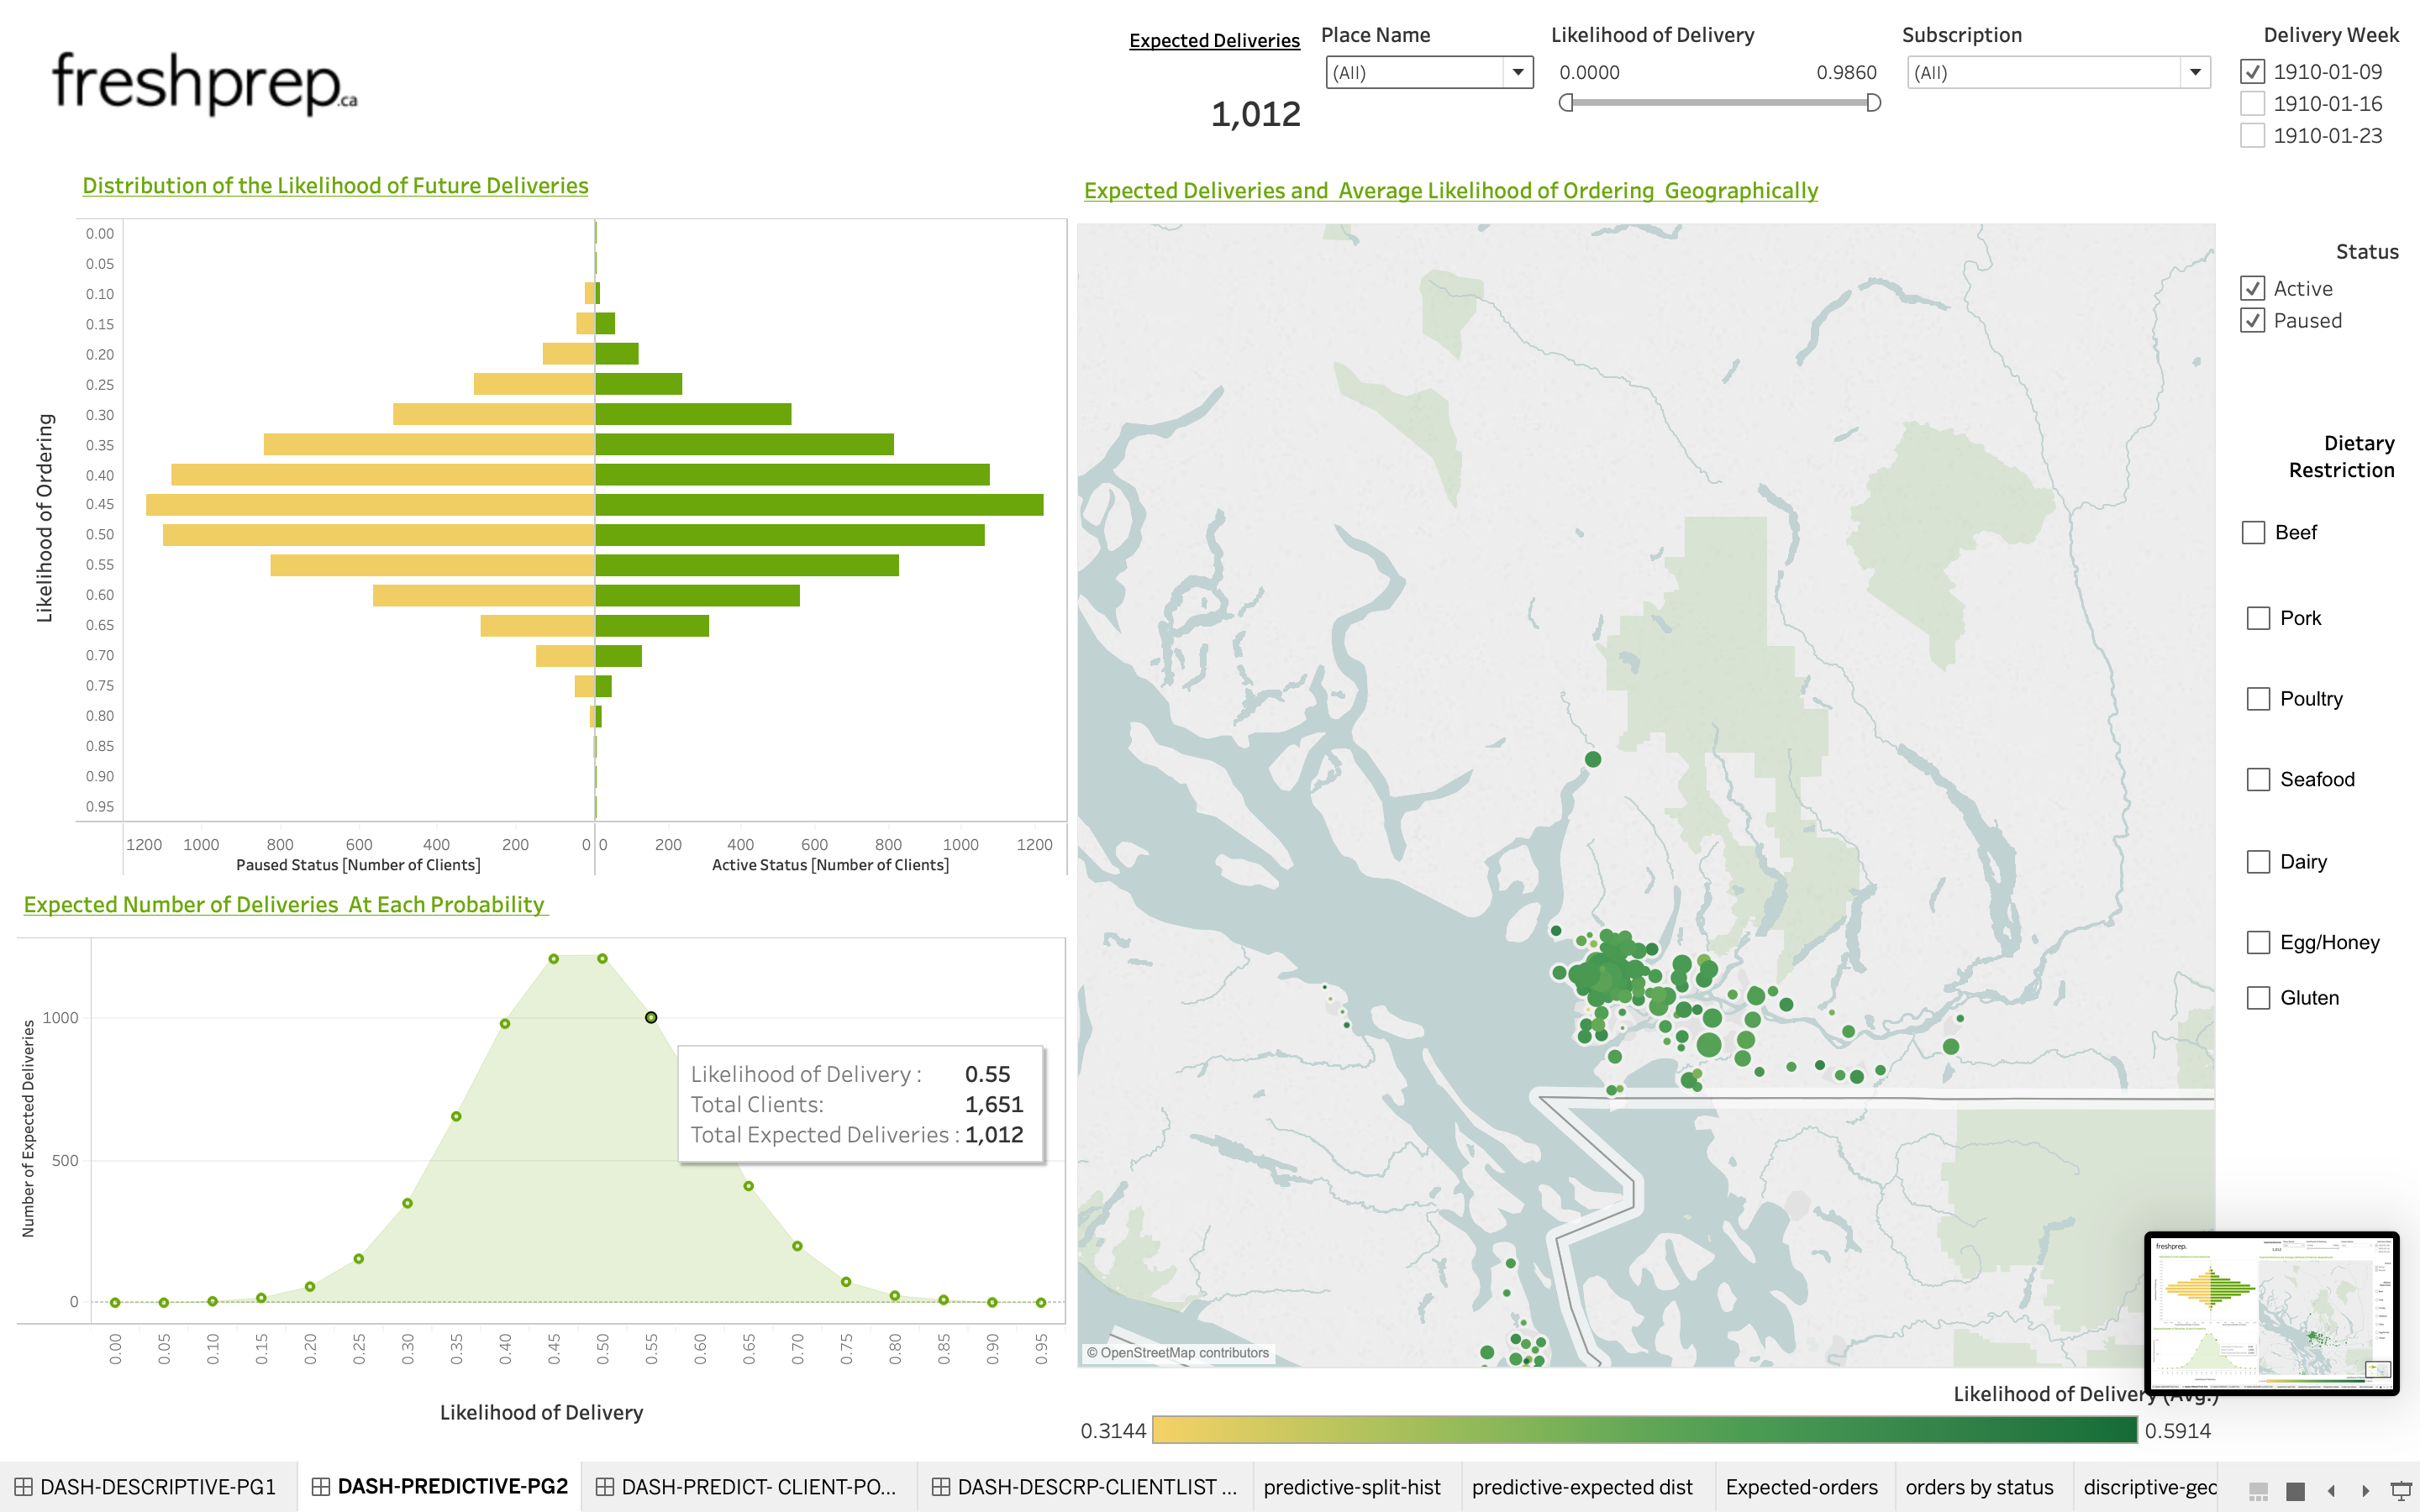 freshprep.ca
Expected Deliveries
1,012
Place Name
(All)
Likelihood of Delivery
0.0000 0.9860
Subscription
(All)
Delivery Week
1910-01-09
1910-01-16
1910-01-23
Distribution of the Likelihood of Future Deliveries
Likelihood of Ordering
0.00
0.05
0.10
0.15
0.20
0.25
0.30
0.35
0.40
0.45
0.50
0.55
0.60
0.65
0.70
0.75
0.80
0.85
0.90
0.95
1200 1000 800 600 400 200 0 0 200 400 600 800 1000 1200
Paused Status [Number of Clients] Active Status [Number of Clients]
Expected Number of Deliveries At Each Probability
Number of Expected Deliveries
1000
500
0
Likelihood of Delivery : 0.55
Total Clients: 1,651
Total Expected Deliveries : 1,012
0.00 0.05 0.10 0.15 0.20 0.25 0.30 0.35 0.40 0.45 0.50 0.55 0.60 0.65 0.70 0.75 0.80 0.85 0.90 0.95
Likelihood of Delivery
Expected Deliveries and Average Likelihood of Ordering Geographically
© OpenStreetMap contributors
Likelihood of Delivery (Avg.)
0.3144 0.5914
Status
Active
Paused
Dietary
Restriction
Beef
Pork
Poultry
Seafood
Dairy
Egg/Honey
Gluten
freshprep.
DASH-DESCRIPTIVE-PG1 DASH-PREDICTIVE-PG2 DASH-PREDICT- CLIENT-PO... DASH-DESCRP-CLIENTLIST ... predictive-split-hist predictive-expected dist Expected-orders orders by status discriptive-geo